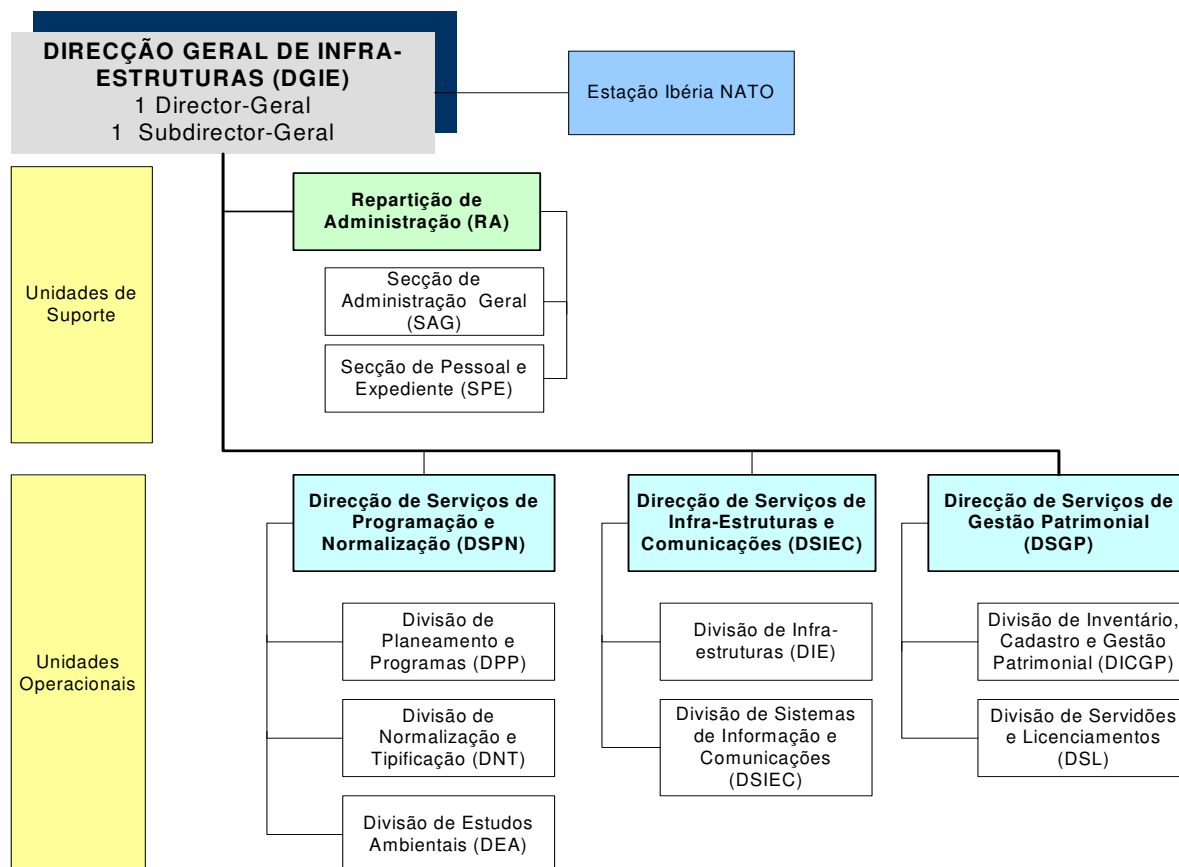 DIRECÇÃO GERAL DE INFRA-
ESTRUTURAS (DGIE)
1 Director-Geral
1 Subdirector-Geral
Estação Ibéria NATO
Unidades de
Suporte
Repartição de
Administração (RA)
Secção de
Administração Geral
(SAG)
Secção de Pessoal e
Expediente (SPE)
Unidades
Operacionais
Direcção de Serviços de
Programação e
Normalização (DSPN)
Divisão de
Planeamento e
Programas (DPP)
Divisão de
Normalização e
Tipificação (DNT)
Divisão de Estudos
Ambientais (DEA)
Direcção de Serviços de
Infra-Estruturas e
Comunicações (DSIEC)
Divisão de Infra-
estruturas (DIE)
Divisão de Sistemas
de Informação e
Comunicações
(DSIEC)
Direcção de Serviços de
Gestão Patrimonial
(DSGP)
Divisão de Inventário,
Cadastro e Gestão
Patrimonial (DICGP)
Divisão de Servidões
e Licenciamentos
(DSL)